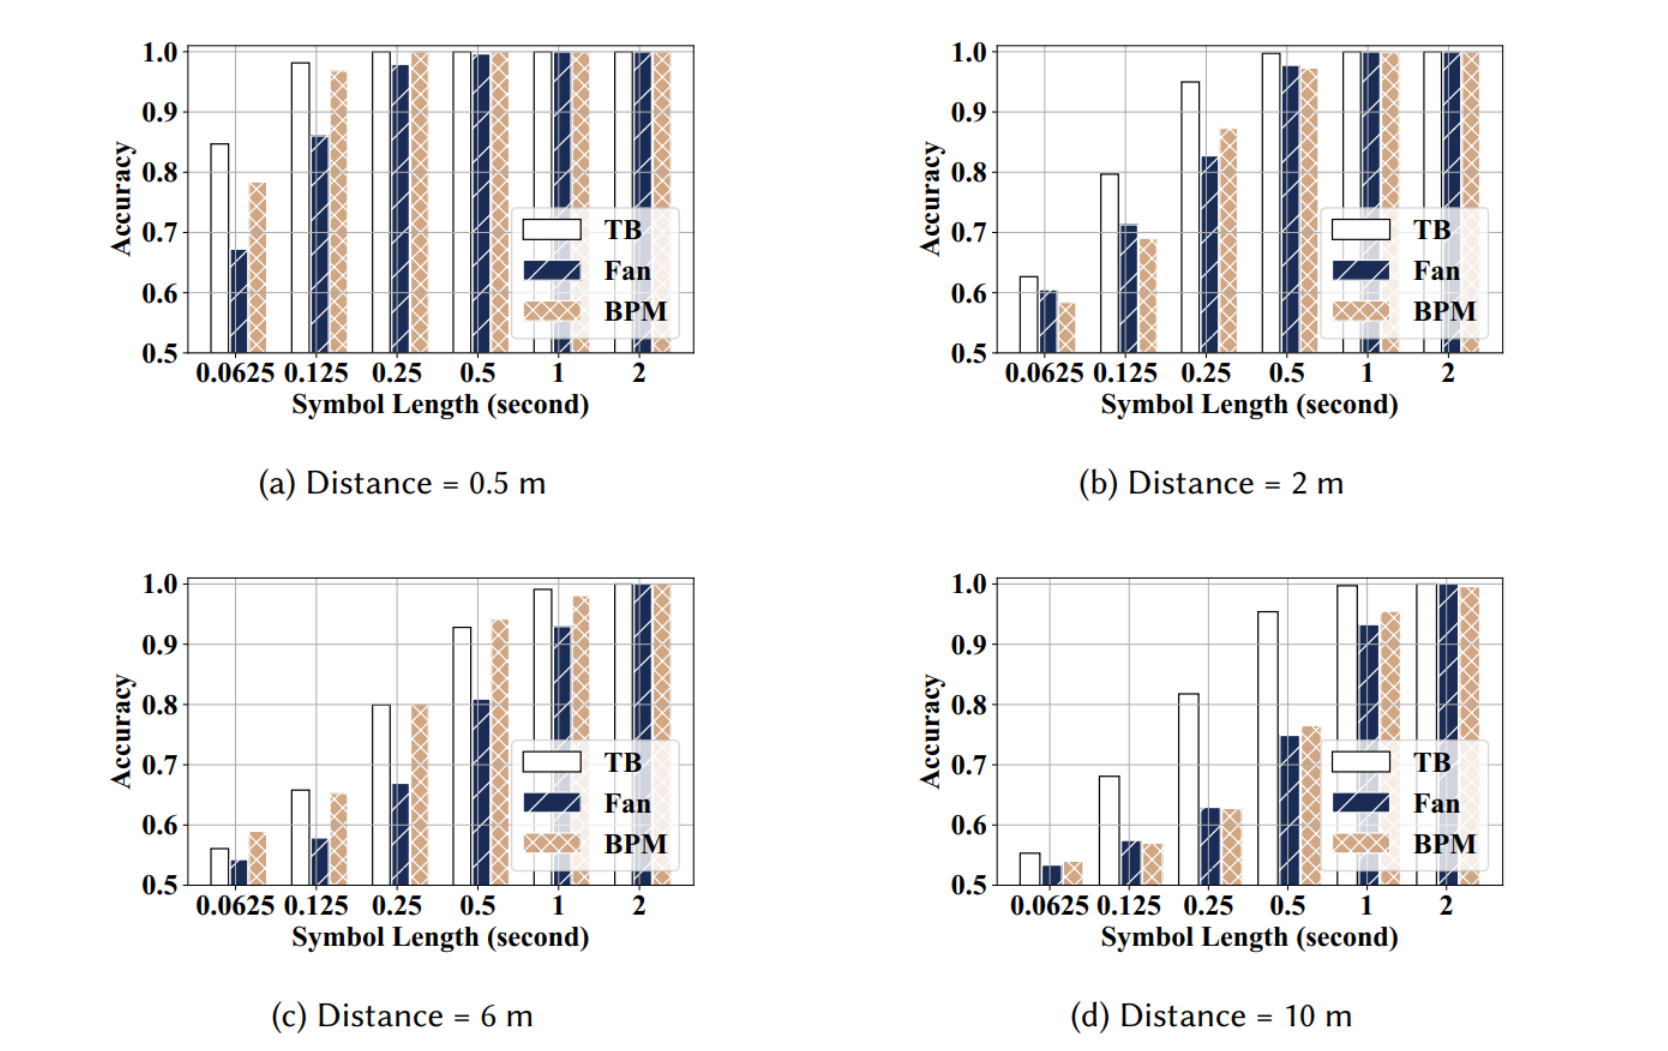 1.0
0.9
0.8
0.7
0.6
0.5
Accuracy
TB
Fan
BPM
0.0625 0.125 0.25 0.5 1 2
Symbol Length (second)
(a) Distance = 0.5 m
1.0
0.9
0.8
0.7
0.6
0.5
Accuracy
TB
Fan
BPM
0.0625 0.125 0.25 0.5 1 2
Symbol Length (second)
(b) Distance = 2 m
1.0
0.9
0.8
0.7
0.6
0.5
Accuracy
TB
Fan
BPM
0.0625 0.125 0.25 0.5 1 2
Symbol Length (second)
(c) Distance = 6 m
1.0
0.9
0.8
0.7
0.6
0.5
Accuracy
TB
Fan
BPM
0.0625 0.125 0.25 0.5 1 2
Symbol Length (second)
(d) Distance = 10 m